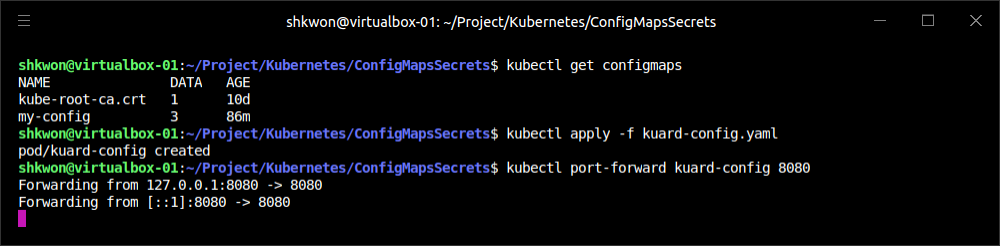 shkwon@virtualbox-01: ~/Project/Kubernetes/ConfigMapsSecrets
shkwon@virtualbox-01:~/Project/Kubernetes/ConfigMapsSecrets$ kubectl get configmaps
NAME               DATA   AGE
kube-root-ca.crt   1      10d
my-config          3      86m
shkwon@virtualbox-01:~/Project/Kubernetes/ConfigMapsSecrets$ kubectl apply -f kuard-config.yaml
pod/kuard-config created
shkwon@virtualbox-01:~/Project/Kubernetes/ConfigMapsSecrets$ kubectl port-forward kuard-config 8080
Forwarding from 127.0.0.1:8080 -> 8080
Forwarding from [::1]:8080 -> 8080